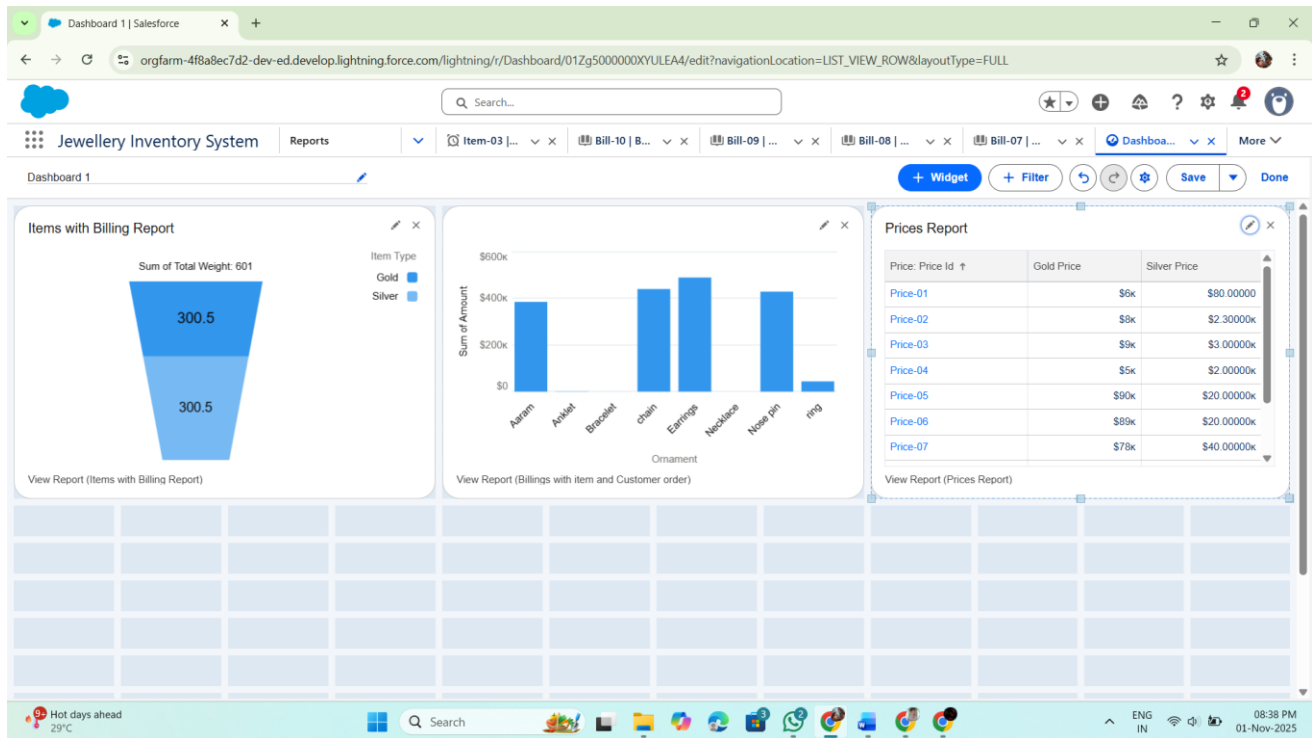 Dashboard 1 | Salesforce
orgfarm-4f8a8ec7d2-dev-ed.develop.lightning.force.com/lightning/r/Dashboard/01Zg5000000XYULEA4/edit?navigationLocation=LIST_VIEW_ROW&layoutType=FULL
Search...
2
Jewellery Inventory System Reports Item-03 |... Bill-10 | B... Bill-09 | ... Bill-08 | ... Bill-07 | ... Dashboa... More
Dashboard 1
+ Widget + Filter Save Done
Items with Billing Report
Sum of Total Weight: 601
Item Type
Gold
Silver
300.5
300.5
View Report (Items with Billing Report)
Sum of Amount
$600K
$400K
$200K
$0
Aaram Anklet Bracelet chain Earrings Necklace Nose pin ring
Ornament
View Report (Billings with item and Customer order)
Prices Report
Price: Price Id ↑ Gold Price Silver Price
Price-01 $6K $80.00000
Price-02 $8K $2.30000K
Price-03 $9K $3.00000K
Price-04 $5K $2.00000K
Price-05 $90K $20.00000K
Price-06 $89K $20.00000K
Price-07 $78K $40.00000K
View Report (Prices Report)
9+
Hot days ahead
29°C
Search
3
2
ENG
IN
08:38 PM
01-Nov-2025